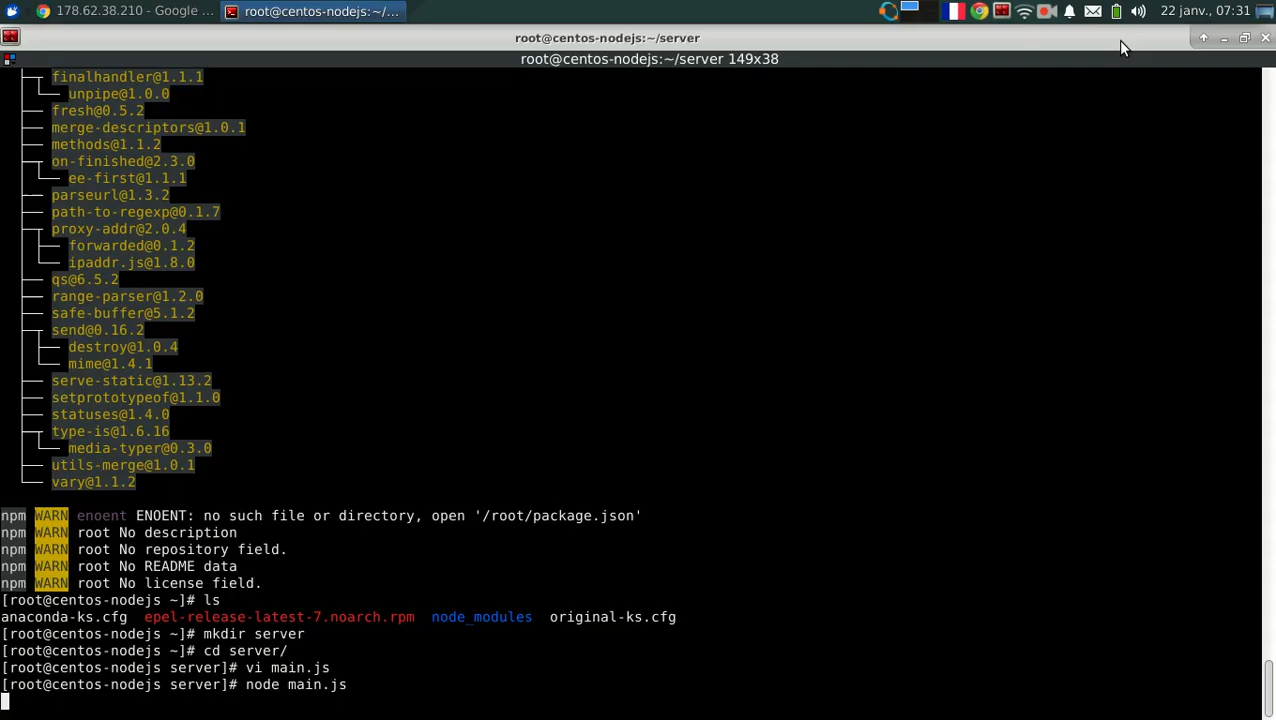 178.62.38.210 - Google ...
root@centos-nodejs:~/...
22 janv., 07:31
root@centos-nodejs:~/server
root@centos-nodejs:~/server 149x38
├─┬ finalhandler@1.1.1
│ └── unpipe@1.0.0
├── fresh@0.5.2
├── merge-descriptors@1.0.1
├── methods@1.1.2
├─┬ on-finished@2.3.0
│ └── ee-first@1.1.1
├── parseurl@1.3.2
├── path-to-regexp@0.1.7
├─┬ proxy-addr@2.0.4
│ ├── forwarded@0.1.2
│ └── ipaddr.js@1.8.0
├── qs@6.5.2
├── range-parser@1.2.0
├── safe-buffer@5.1.2
├─┬ send@0.16.2
│ ├── destroy@1.0.4
│ └── mime@1.4.1
├── serve-static@1.13.2
├── setprototypeof@1.1.0
├── statuses@1.4.0
├─┬ type-is@1.6.16
│ └── media-typer@0.3.0
├── utils-merge@1.0.1
└── vary@1.1.2
npm WARN enoent ENOENT: no such file or directory, open '/root/package.json'
npm WARN root No description
npm WARN root No repository field.
npm WARN root No README data
npm WARN root No license field.
[root@centos-nodejs ~]# ls
anaconda-ks.cfg epel-release-latest-7.noarch.rpm node_modules original-ks.cfg
[root@centos-nodejs ~]# mkdir server
[root@centos-nodejs ~]# cd server/
[root@centos-nodejs server]# vi main.js
[root@centos-nodejs server]# node main.js